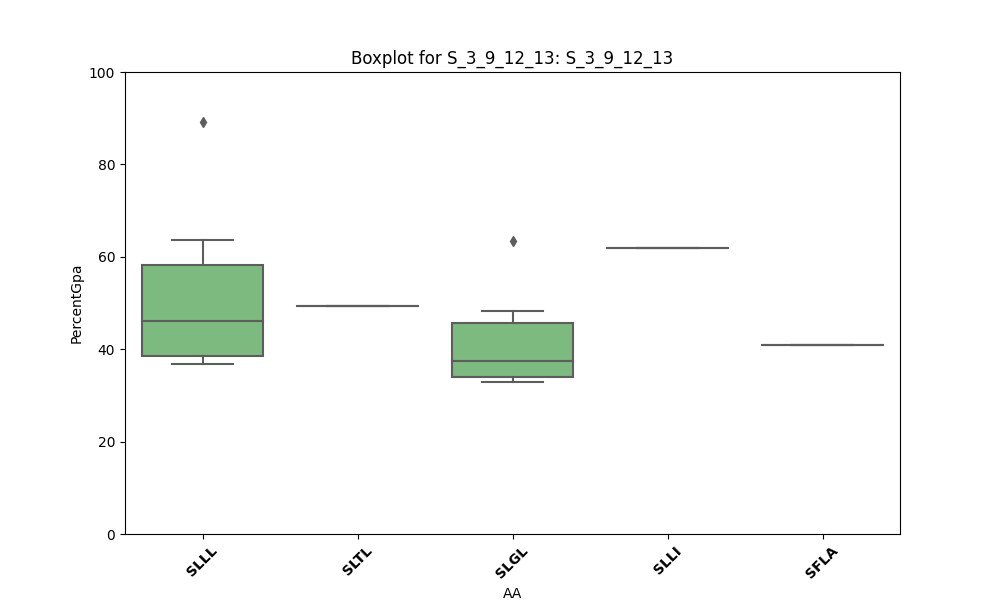 Boxplot for S_3_9_12_13: S_3_9_12_13
100
80
60
40
20
0
PercentGpa
SLLL
SLTL
SLGL
SLLI
SFLA
AA